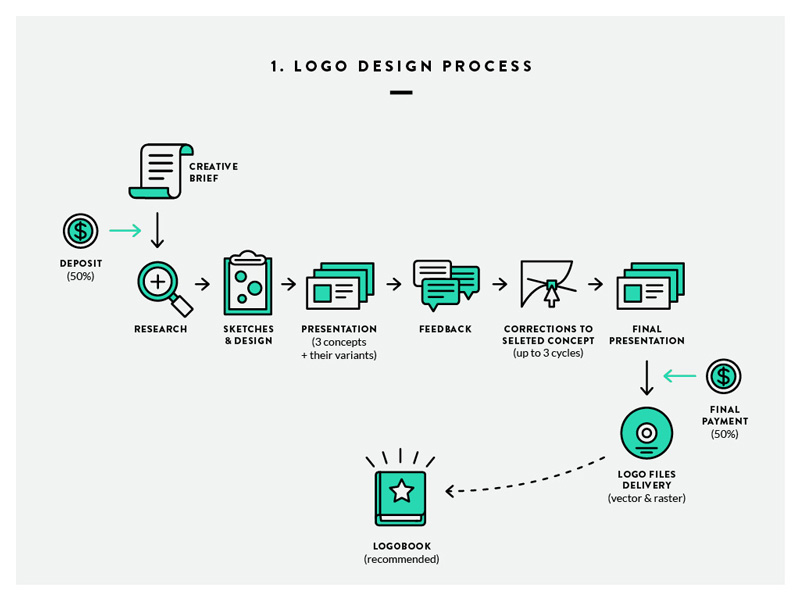 1. LOGO DESIGN PROCESS
CREATIVE
BRIEF
$
DEPOSIT
(50%)
RESEARCH
SKETCHES
& DESIGN
PRESENTATION
(3 concepts
+ their variants)
FEEDBACK
CORRECTIONS TO
SELETED CONCEPT
(up to 3 cycles)
FINAL
PRESENTATION
$
FINAL
PAYMENT
(50%)
LOGO FILES
DELIVERY
(vector & raster)
LOGOBOOK
(recommended)